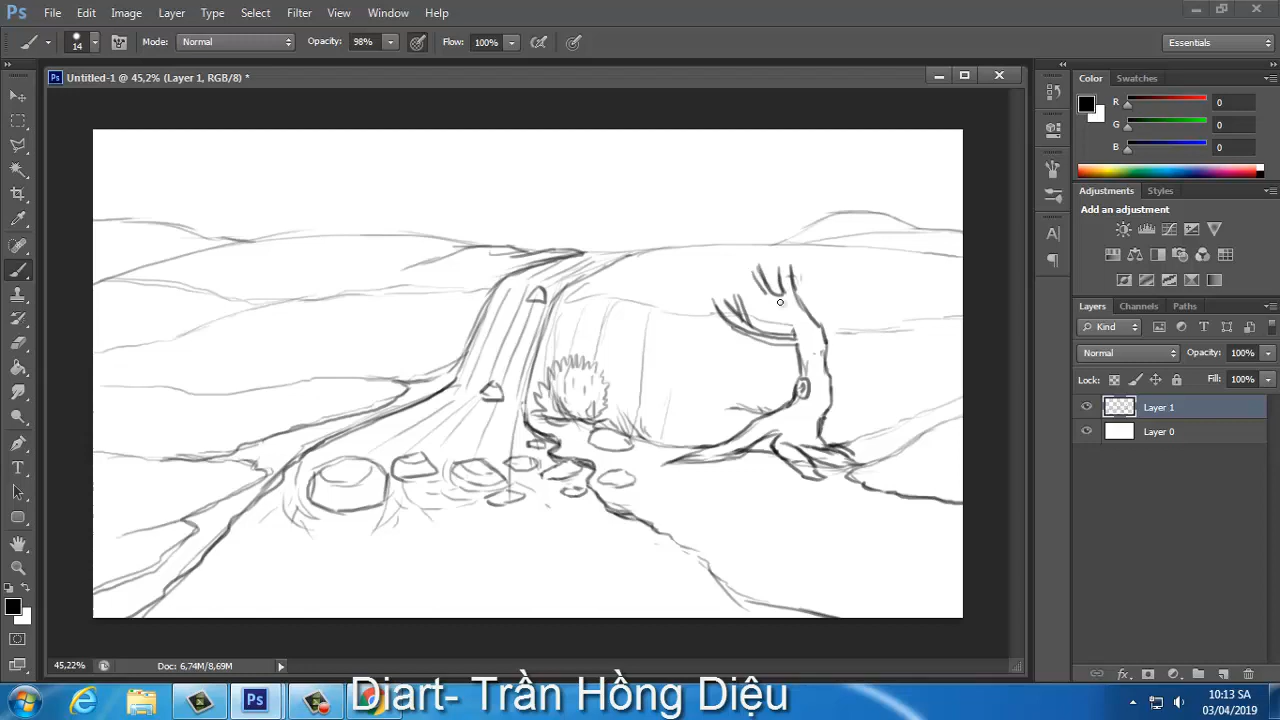 Ps File Edit Image Layer Type Select Filter View Window Help
14 Mode: Normal Opacity: 98% Flow: 100% Essentials
Ps Untitled-1 @ 45,2% (Layer 1, RGB/8) *
Color Swatches
R 0
G 0
B 0
Adjustments Styles
Add an adjustment
Layers Channels Paths
Kind
Normal Opacity: 100%
Lock: Fill: 100%
Layer 1
Layer 0
45,22% Doc: 6,74M/8,69M
Ps Djart- Trần Hồng Diệu
10:13 SA
03/04/2019